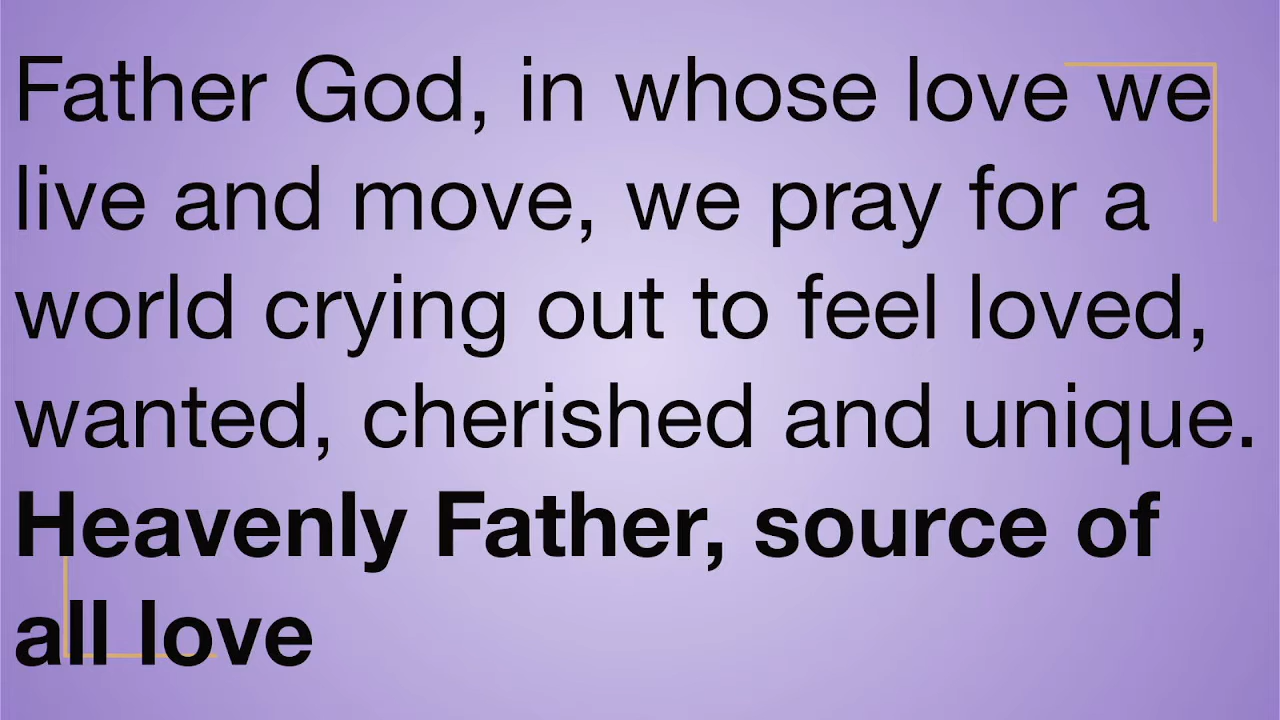 Father God, in whose love we
live and move, we pray for a
world crying out to feel loved,
wanted, cherished and unique.
Heavenly Father, source of
all love